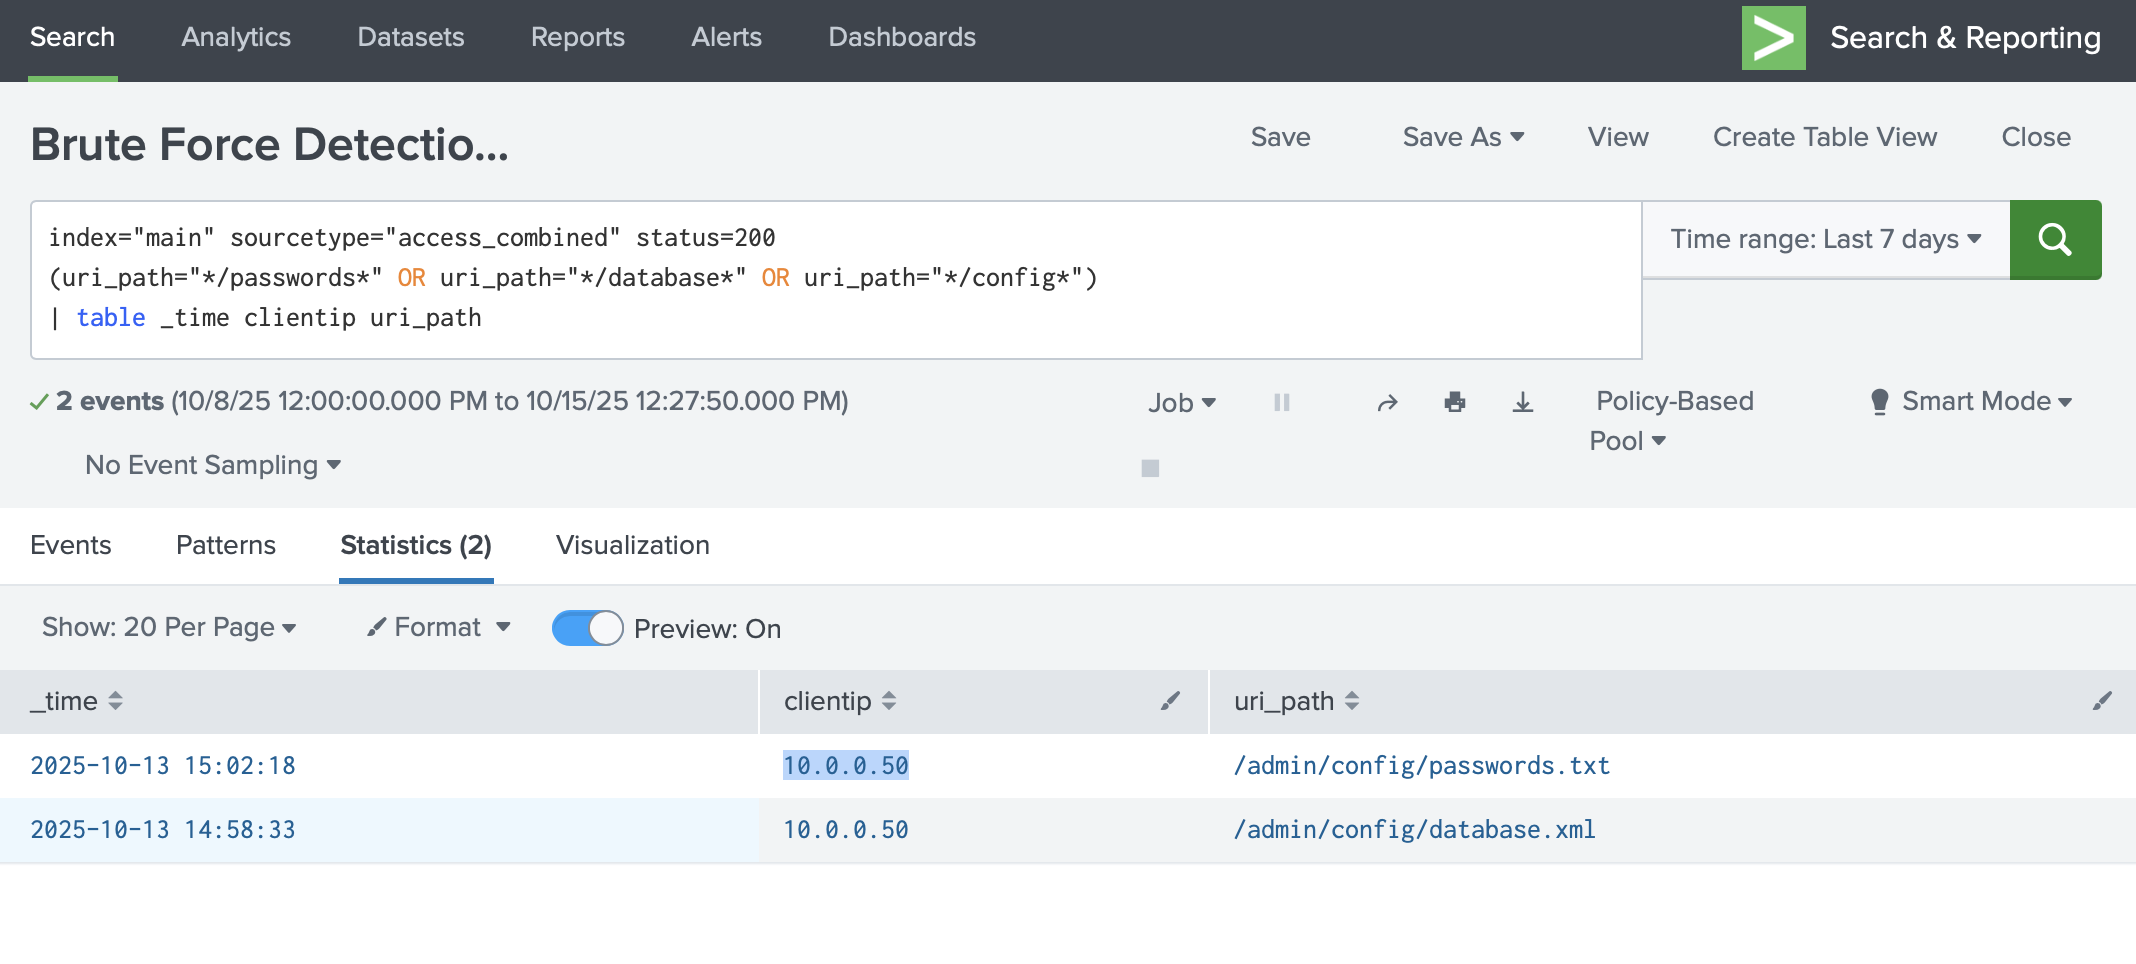 Search Analytics Datasets Reports Alerts Dashboards Search & Reporting
Brute Force Detectio... Save Save As View Create Table View Close
index="main" sourcetype="access_combined" status=200
(uri_path="*/passwords*" OR uri_path="*/database*" OR uri_path="*/config*")
| table _time clientip uri_path
Time range: Last 7 days
2 events (10/8/25 12:00:00.000 PM to 10/15/25 12:27:50.000 PM)
No Event Sampling
Job
Policy-Based
Pool
Smart Mode
Events Patterns Statistics (2) Visualization
Show: 20 Per Page Format Preview: On
_time clientip uri_path
2025-10-13 15:02:18 10.0.0.50 /admin/config/passwords.txt
2025-10-13 14:58:33 10.0.0.50 /admin/config/database.xml